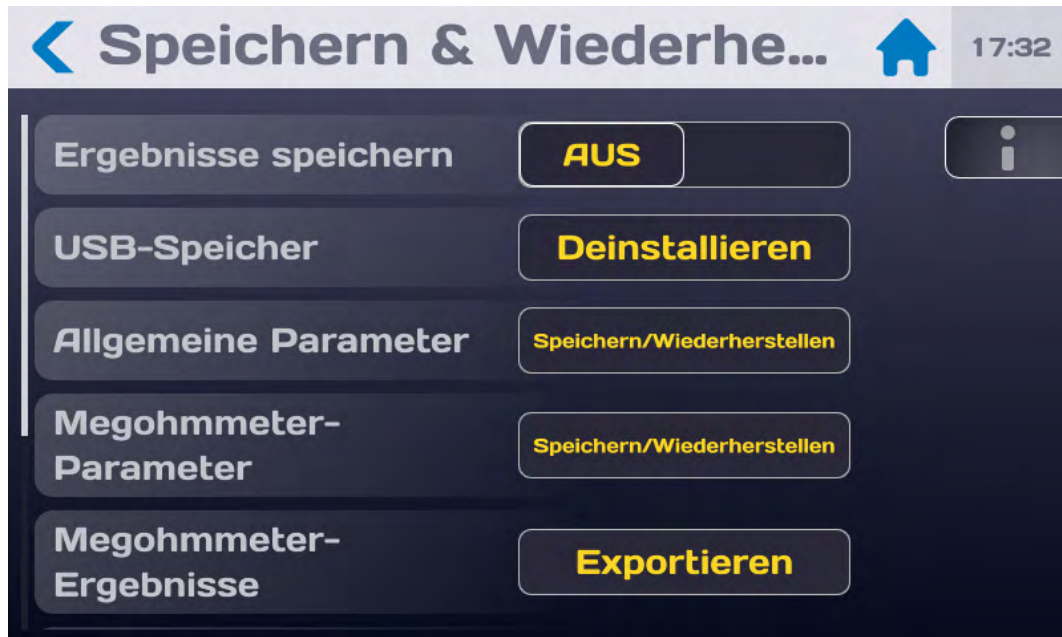 Speichern & Wiederhe...
17:32
Ergebnisse speichern
AUS
USB-Speicher
Deinstallieren
Allgemeine Parameter
Speichern/Wiederherstellen
Megohmmeter-
Parameter
Speichern/Wiederherstellen
Megohmmeter-
Ergebnisse
Exportieren